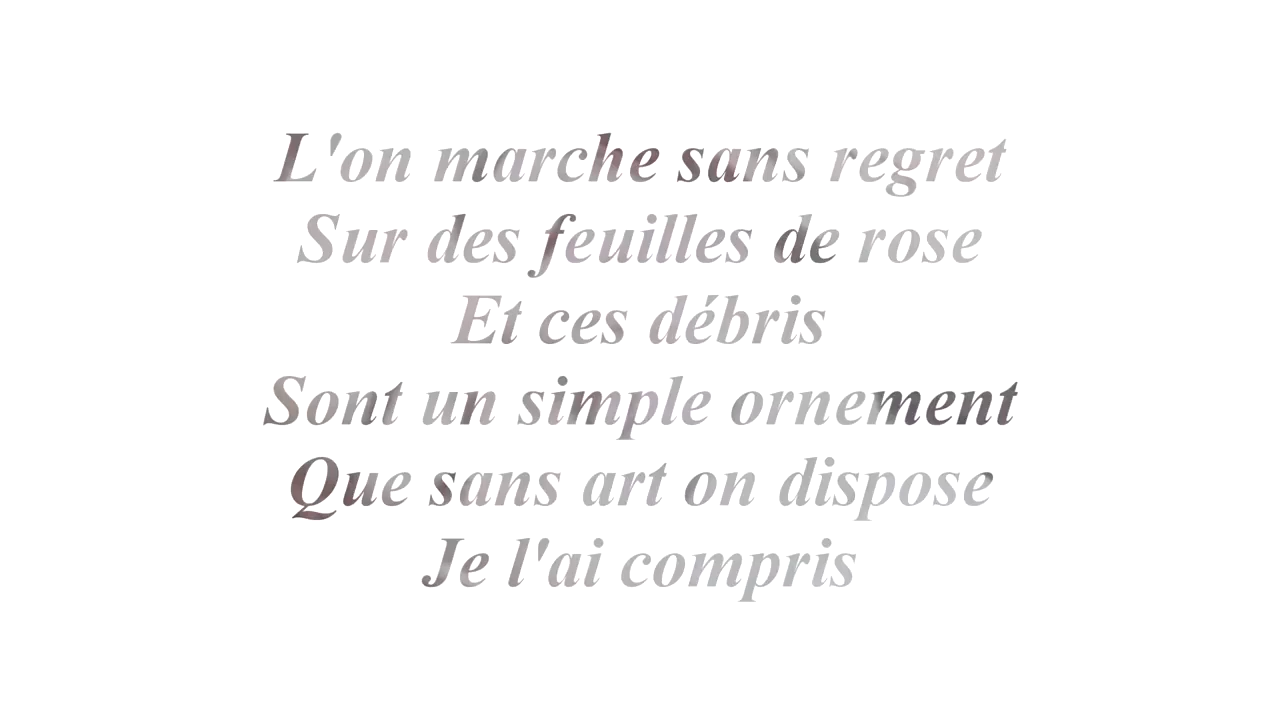 L'on marche sans regret
Sur des feuilles de rose
Et ces débris
Sont un simple ornement
Que sans art on dispose
Je l'ai compris